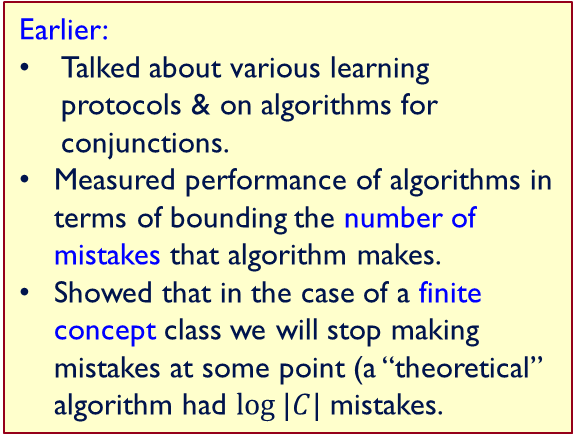 Earlier:
• Talked about various learning
protocols & on algorithms for
conjunctions.
• Measured performance of algorithms in
terms of bounding the number of
mistakes that algorithm makes.
• Showed that in the case of a finite
concept class we will stop making
mistakes at some point (a “theoretical”
algorithm had log |𝐶| mistakes.